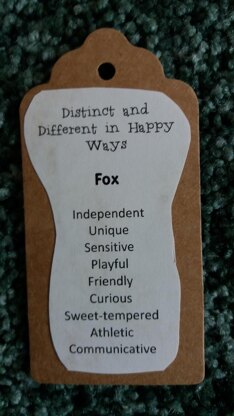 Distinct and
Different in Happy
Ways
Fox
Independent
Unique
Sensitive
Playful
Friendly
Curious
Sweet-tempered
Athletic
Communicative